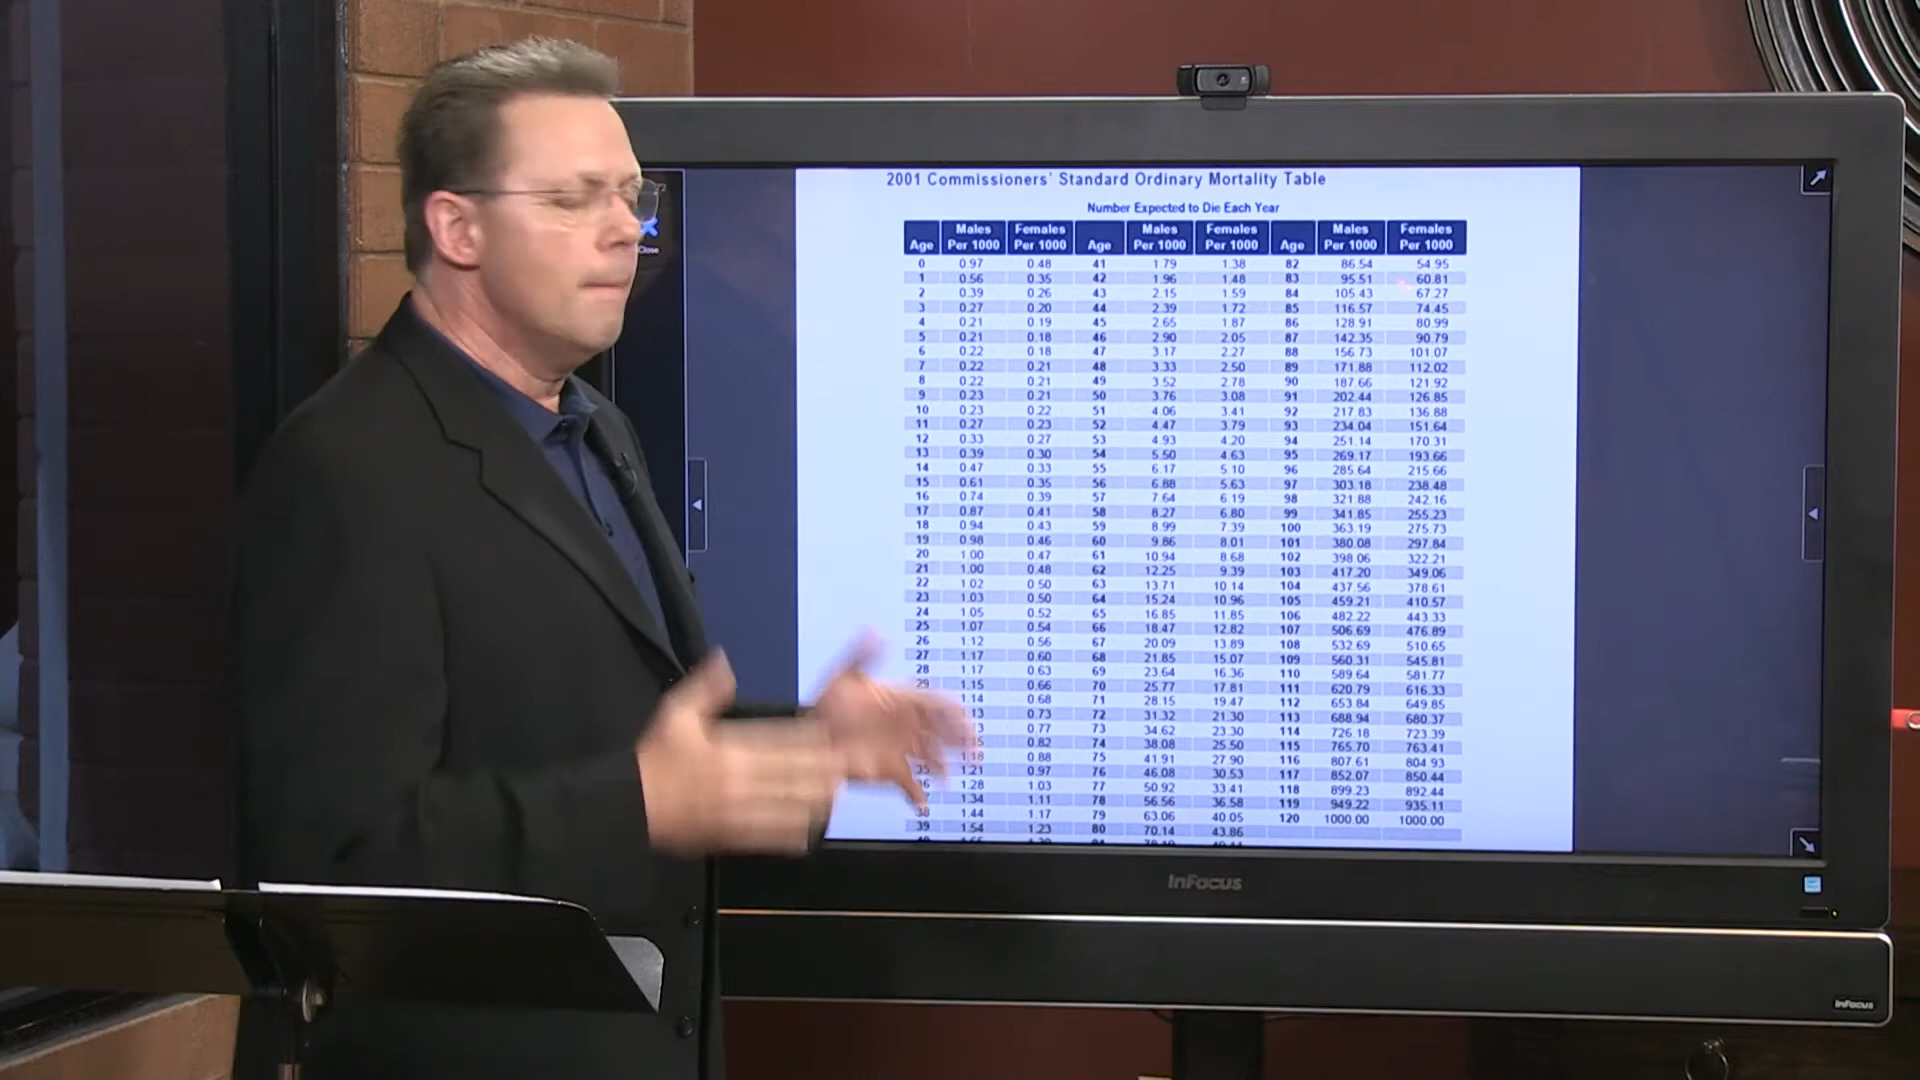 2001 Commissioners' Standard Ordinary Mortality Table
Number Expected to Die Each Year
Males Females Males Females Males Females
Age Per 1000 Per 1000 Age Per 1000 Per 1000 Age Per 1000 Per 1000
0 0.97 0.48 41 1.79 1.38 82 86.54 54.95
1 0.56 0.35 42 1.96 1.48 83 95.51 60.81
2 0.39 0.26 43 2.15 1.59 84 105.43 67.27
3 0.27 0.20 44 2.39 1.72 85 116.57 74.45
4 0.21 0.19 45 2.65 1.87 86 128.91 80.99
5 0.21 0.18 46 2.90 2.05 87 142.35 90.79
6 0.22 0.18 47 3.17 2.27 88 156.73 101.07
7 0.22 0.21 48 3.33 2.50 89 171.88 112.02
8 0.22 0.21 49 3.52 2.78 90 187.66 121.92
9 0.23 0.21 50 3.76 3.08 91 202.44 126.85
10 0.23 0.22 51 4.06 3.41 92 217.83 136.88
11 0.27 0.23 52 4.47 3.79 93 234.04 151.64
12 0.33 0.27 53 4.93 4.20 94 251.14 170.31
13 0.39 0.30 54 5.50 4.63 95 269.17 193.66
14 0.47 0.33 55 6.17 5.10 96 285.64 215.66
15 0.61 0.35 56 6.88 5.63 97 303.18 238.48
16 0.74 0.39 57 7.64 6.19 98 321.88 242.16
17 0.87 0.41 58 8.27 6.80 99 341.85 255.23
18 0.94 0.43 59 8.99 7.39 100 363.19 275.73
19 0.98 0.46 60 9.86 8.01 101 380.08 297.84
20 1.00 0.47 61 10.94 8.68 102 398.06 322.21
21 1.00 0.48 62 12.25 9.39 103 417.20 349.06
22 1.02 0.50 63 13.71 10.14 104 437.56 378.61
23 1.03 0.50 64 15.24 10.96 105 459.21 410.57
24 1.05 0.52 65 16.85 11.85 106 482.22 443.33
25 1.07 0.54 66 18.47 12.82 107 506.69 476.89
26 1.12 0.56 67 20.09 13.89 108 532.69 510.65
27 1.17 0.60 68 21.85 15.07 109 560.31 545.81
28 1.17 0.63 69 23.64 16.36 110 589.64 581.77
29 1.15 0.66 70 25.77 17.81 111 620.79 616.33
1.14 0.68 71 28.15 19.47 112 653.84 649.85
0.73 72 31.32 21.30 113 688.94 680.37
0.77 73 34.62 23.30 114 726.18 723.39
0.82 74 38.08 25.50 115 765.70 763.41
1.18 0.88 75 41.91 27.90 116 807.61 804.93
35 1.21 0.97 76 46.08 30.53 117 852.07 850.44
1.28 1.03 77 50.92 33.41 118 899.23 892.44
1.34 1.11 78 56.56 36.58 119 949.22 935.11
38 1.44 1.17 79 63.06 40.05 120 1000.00 1000.00
39 1.54 1.23 80 70.14 43.86
Close
InFocus
InFocus